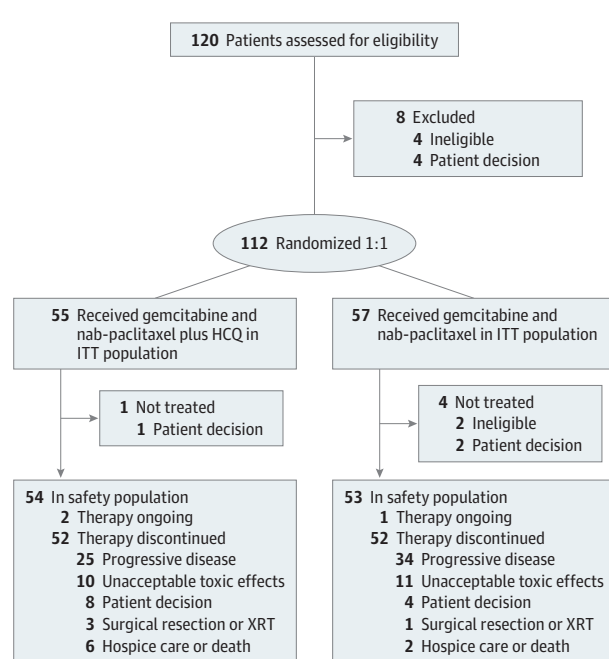 120 Patients assessed for eligibility
8 Excluded
4 Ineligible
4 Patient decision
112 Randomized 1:1
55 Received gemcitabine and
nab-paclitaxel plus HCQ in
ITT population
57 Received gemcitabine and
nab-paclitaxel in ITT population
1 Not treated
1 Patient decision
4 Not treated
2 Ineligible
2 Patient decision
54 In safety population
2 Therapy ongoing
52 Therapy discontinued
25 Progressive disease
10 Unacceptable toxic effects
8 Patient decision
3 Surgical resection or XRT
6 Hospice care or death
53 In safety population
1 Therapy ongoing
52 Therapy discontinued
34 Progressive disease
11 Unacceptable toxic effects
4 Patient decision
1 Surgical resection or XRT
2 Hospice care or death